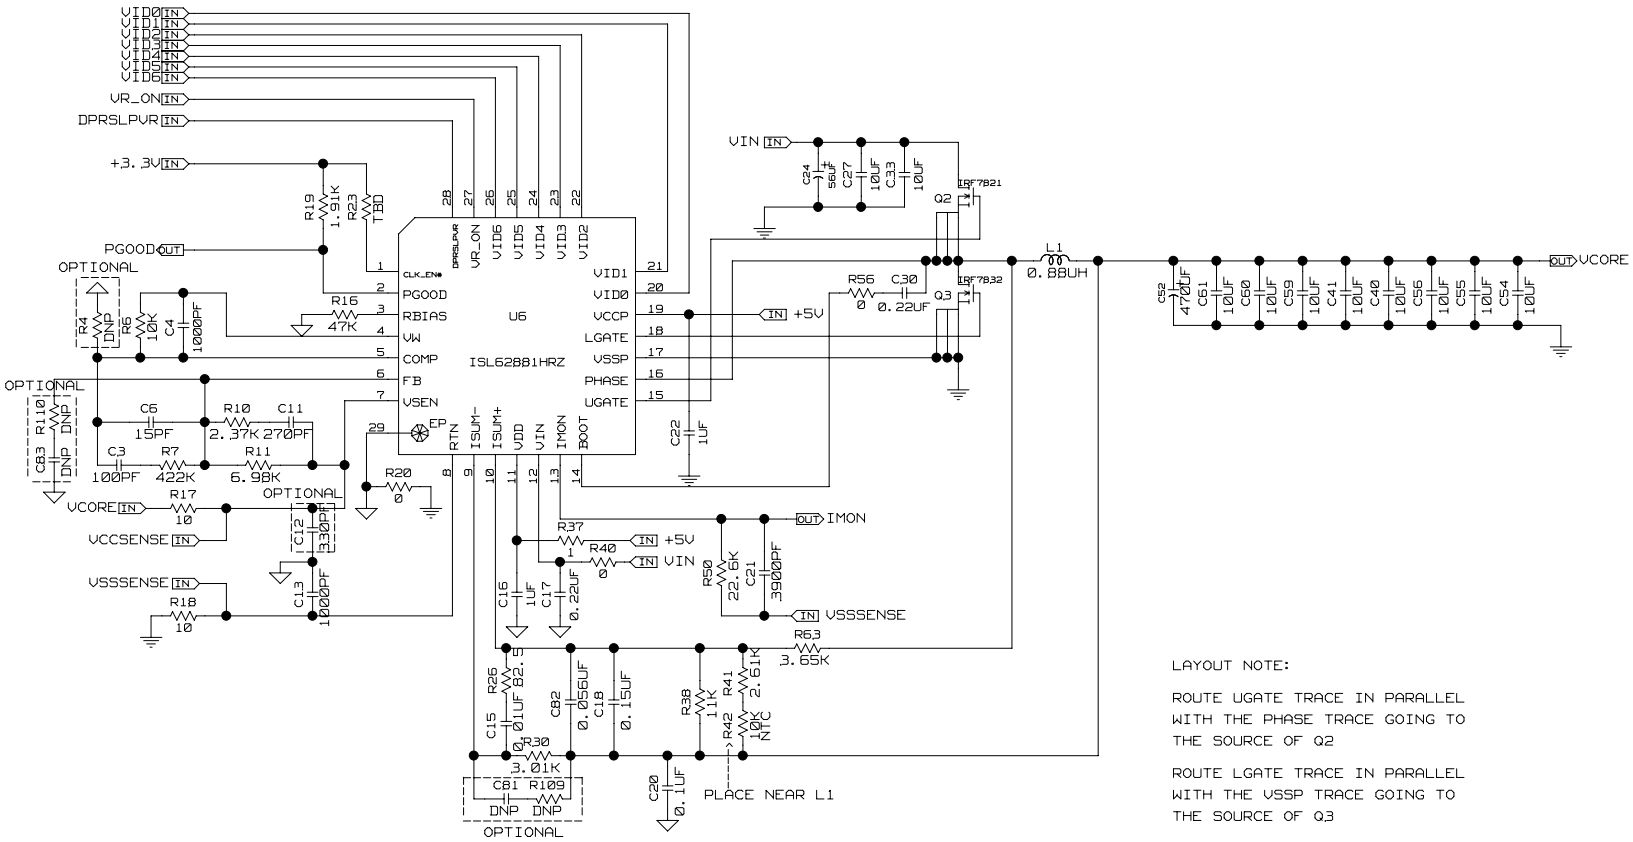 VID0 IN
VID1 IN
VID2 IN
VID3 IN
VID4 IN
VID5 IN
VID6 IN
VR_ON IN
DPRSLPVR IN
+3.3V IN
R19
1.91K
R23
TBD
PGOOD OUT
OPTIONAL
R4
DNP
R6
10K
C4
1000PF
R16
47K
28
27
26
25
24
23
22
DPRSLPVR
VR_ON
VID6
VID5
VID4
VID3
VID2
1
CLK_EN#
2
PGOOD
3
RBIAS
4
VW
5
COMP
6
FB
7
VSEN
29
EP
U6
ISL62881HRZ
VID1
21
VID0
20
VCCP
19
LGATE
18
VSSP
17
PHASE
16
UGATE
15
RTN
ISUM-
ISUM+
VDD
VIN
IMON
BOOT
8
9
10
11
12
13
14
VIN IN
C24
56UF
+
C27
10UF
C33
10UF
IRF7821
Q2
IRF7832
Q3
R56
0
C30
0.22UF
IN +5V
C22
1UF
L1
0.88UH
OUT VCORE
C52
470UF
+
C61
10UF
C60
10UF
C59
10UF
C41
10UF
C40
10UF
C56
10UF
C55
10UF
C54
10UF
OPTIONAL
R110
DNP
C83
DNP
C6
15PF
R10
2.37K
C11
270PF
C3
100PF
R7
422K
R11
6.98K
R20
0
OPTIONAL
C12
330PF
VCORE IN
R17
10
VCCSENSE IN
VSSSENSE IN
R18
10
C13
1000PF
R37
1
IN +5V
R40
0
IN VIN
C16
1UF
C17
0.22UF
OUT IMON
R50
22.6K
C21
3900PF
IN VSSSENSE
R63
3.65K
R26
82.5
C15
0.01UF
C82
0.056UF
C18
0.15UF
R38
11K
R41
2.61K
R42
10K
NTC
R30
3.01K
C81
DNP
R109
DNP
OPTIONAL
C20
0.1UF
PLACE NEAR L1
LAYOUT NOTE:
ROUTE UGATE TRACE IN PARALLEL
WITH THE PHASE TRACE GOING TO
THE SOURCE OF Q2
ROUTE LGATE TRACE IN PARALLEL
WITH THE VSSP TRACE GOING TO
THE SOURCE OF Q3